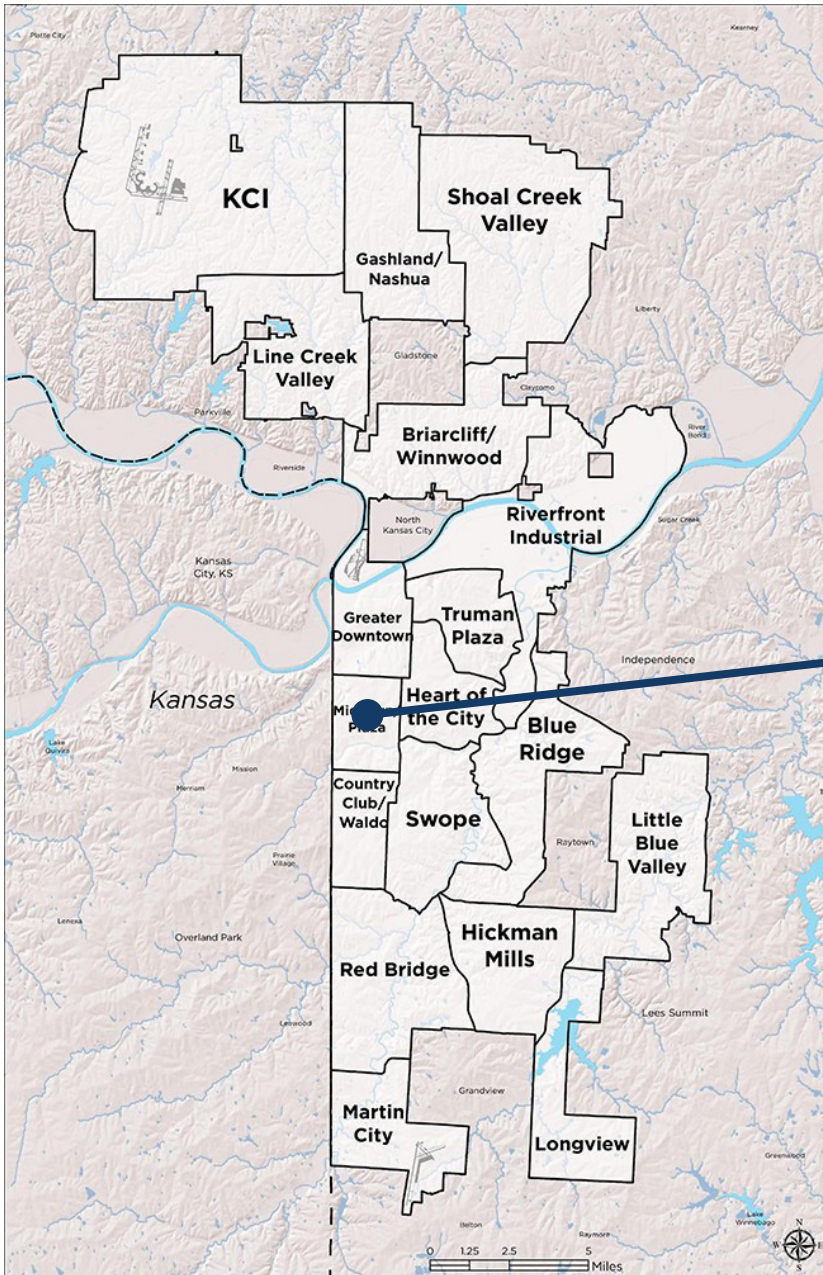 Platte City
Kearney
KCI
Shoal Creek
Valley
Gashland/
Nashua
Liberty
Line Creek
Valley
Gladstone
Claycomo
Parkville
Briarcliff/
Winnwood
River
Bend
Riverside
North
Kansas City
Riverfront
Industrial
Sugar Creek
Kansas
City, KS
Greater
Downtown
Truman
Plaza
Independence
Kansas
Heart of
the City
Blue
Ridge
Lake
Quivira
Mission
Merriam
Country
Club/
Waldo
Swope
Little
Blue
Valley
Raytown
Prairie
Village
Lenexa
Overland Park
Hickman
Mills
Red Bridge
Leawood
Lees Summit
Grandview
Martin
City
Longview
Greenwood
Lake
Winnebago
Belton
Raymore
0 1.25 2.5 5
Miles
N
W E
S